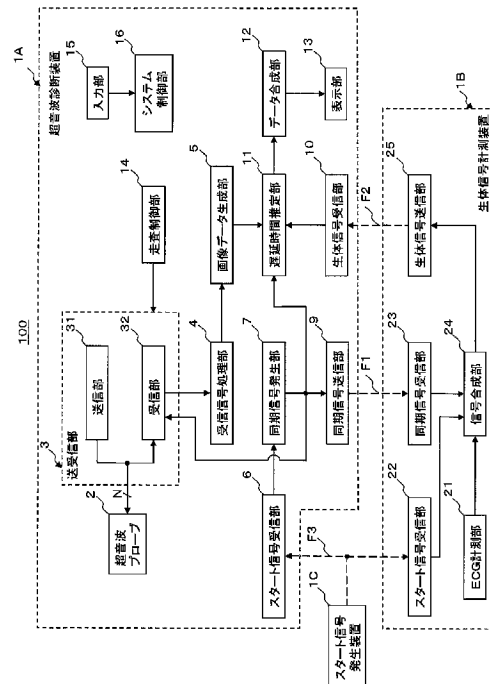 100
1A
超音波診断装置
15
入力部
16
システム
制御部
12
データ合成部
13
表示部
14
走査制御部
5
画像データ生成部
11
遅延時間推定部
10
生体信号受信部
3
送受信部
31
送信部
32
受信部
4
受信信号処理部
7
同期信号発生部
9
同期信号送信部
2
超音波
プローブ
N
6
スタート信号受信部
F3
F1
F2
1C
スタート信号
発生装置
1B
生体信号計測装置
22
スタート信号受信部
23
同期信号受信部
25
生体信号送信部
21
ECG計測部
24
信号合成部